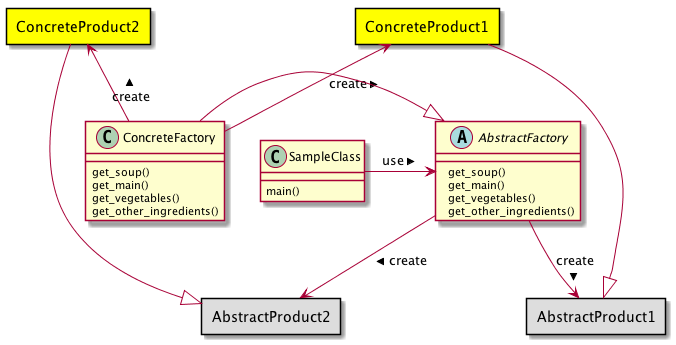 ConcreteProduct2
ConcreteProduct1
create
create
C ConcreteFactory
get_soup()
get_main()
get_vegetables()
get_other_ingredients()
C SampleClass
main()
use
A AbstractFactory
get_soup()
get_main()
get_vegetables()
get_other_ingredients()
create
create
AbstractProduct2
AbstractProduct1